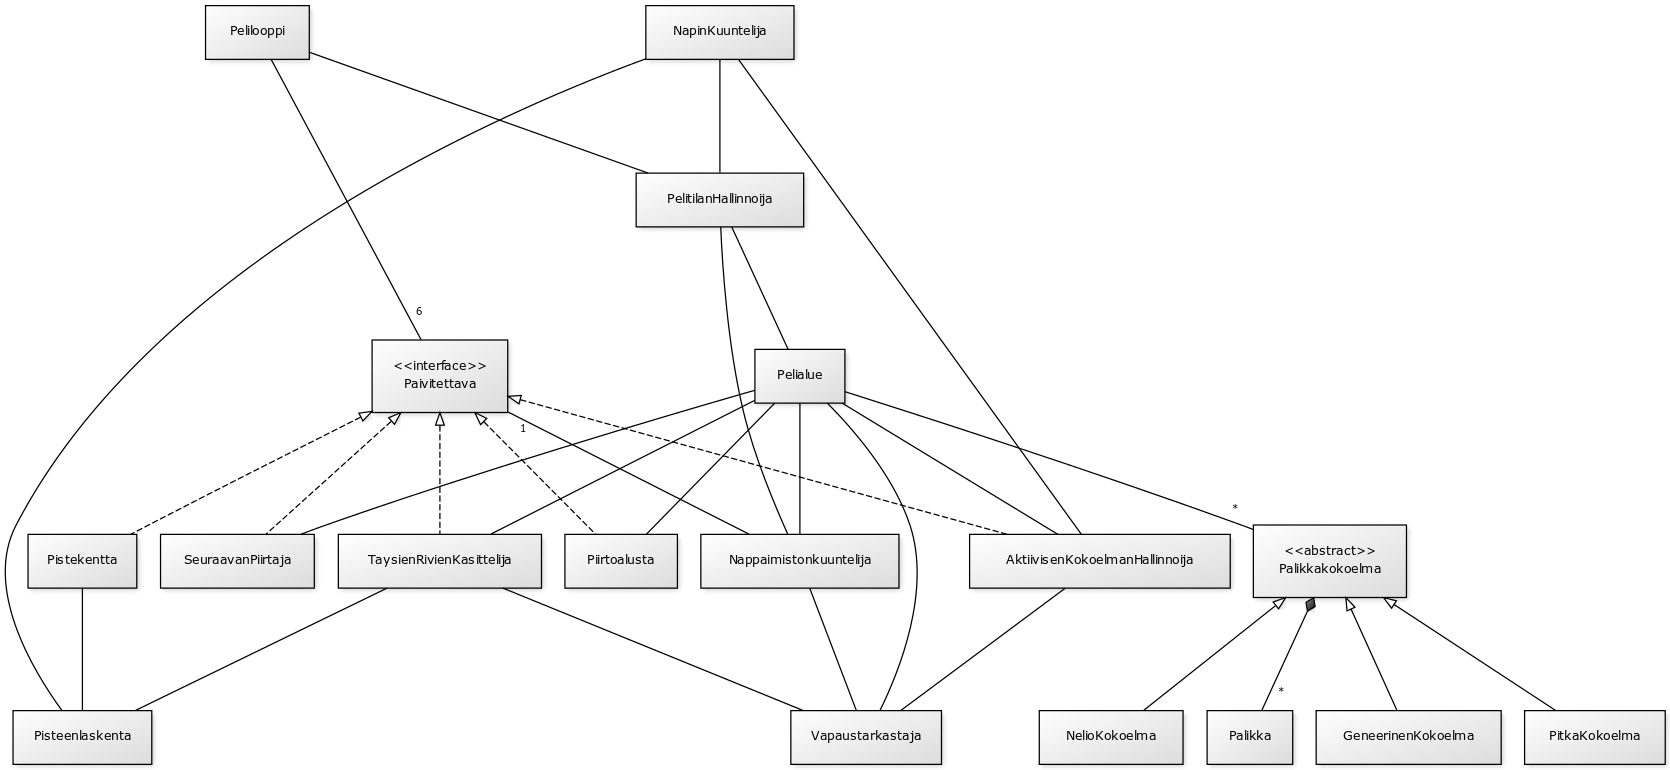 Pelilooppi
NapinKuuntelija
PelitilanHallinnoija
6
<<interface>>
Paivitettava
Pelialue
1
*
Pistekentta
SeuraavanPiirtaja
TaysienRivienKasittelija
Piirtoalusta
Nappaimistonkuuntelija
AktiivisenKokoelmanHallinnoija
<<abstract>>
Palikkakokoelma
*
Pisteenlaskenta
Vapaustarkastaja
NelioKokoelma
Palikka
GeneerinenKokoelma
PitkaKokoelma